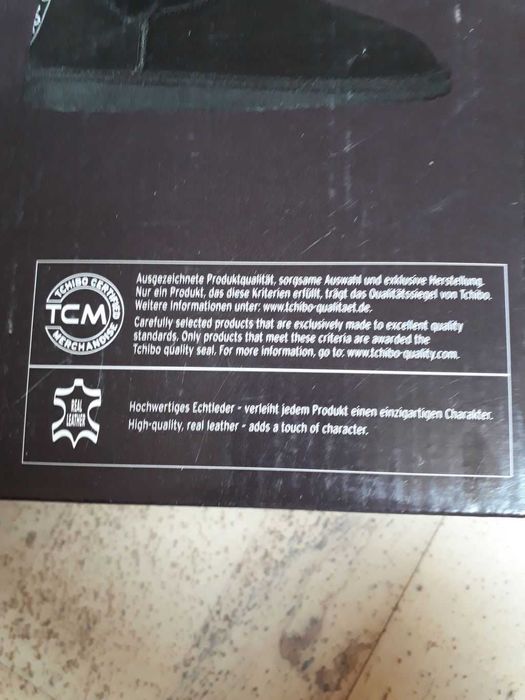 TCHIBO CERTIFIED
TCM
MERCHANDISE
Ausgezeichnete Produktqualität, sorgsame Auswahl und exklusive Herstellung.
Nur ein Produkt, das diese Kriterien erfüllt, trägt das Qualitätssiegel von Tchibo.
Weitere Informationen unter: www.tchibo-qualitaet.de.
Carefully selected products that are exclusively made to excellent quality
standards. Only products that meet these criteria are awarded the
Tchibo quality seal. For more information, go to: www.tchibo-quality.com.
REAL
LEATHER
Hochwertiges Echtleder - verleiht jedem Produkt einen einzigartigen Charakter.
High-quality, real leather - adds a touch of character.